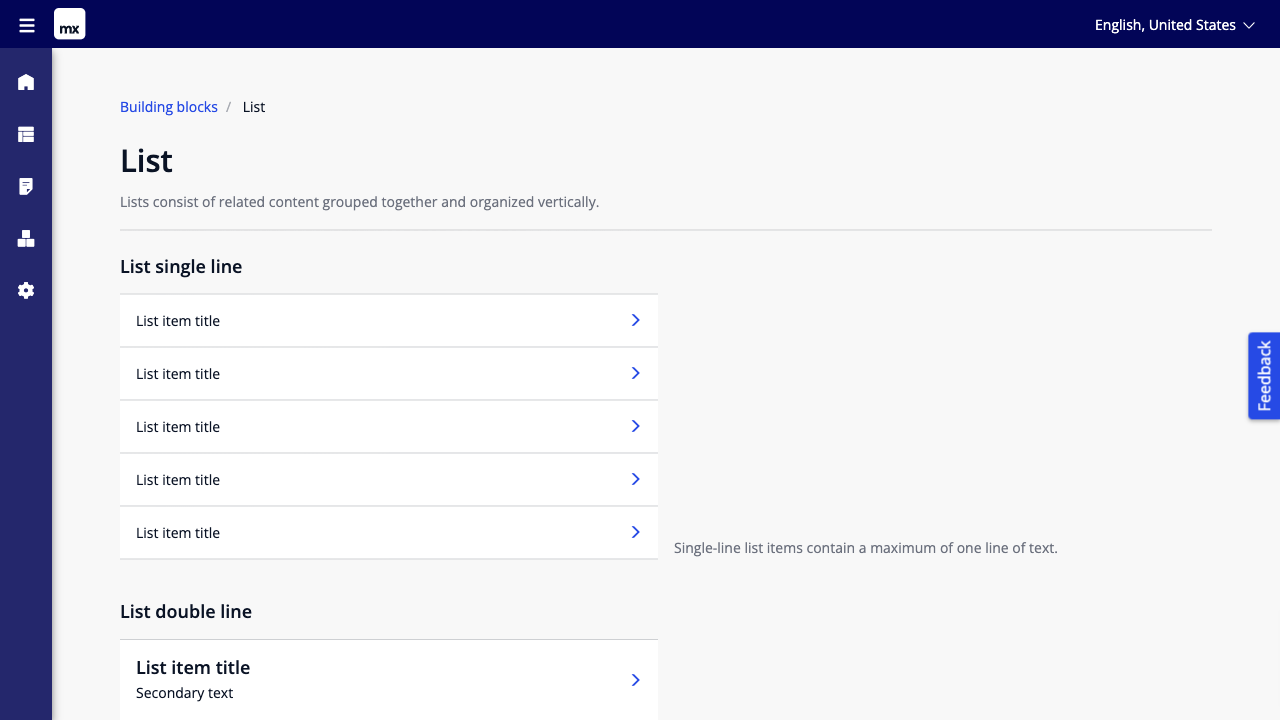 mx
English, United States
Building blocks / List
List
Lists consist of related content grouped together and organized vertically.
List single line
List item title
List item title
List item title
List item title
List item title
Single-line list items contain a maximum of one line of text.
Feedback
List double line
List item title
Secondary text